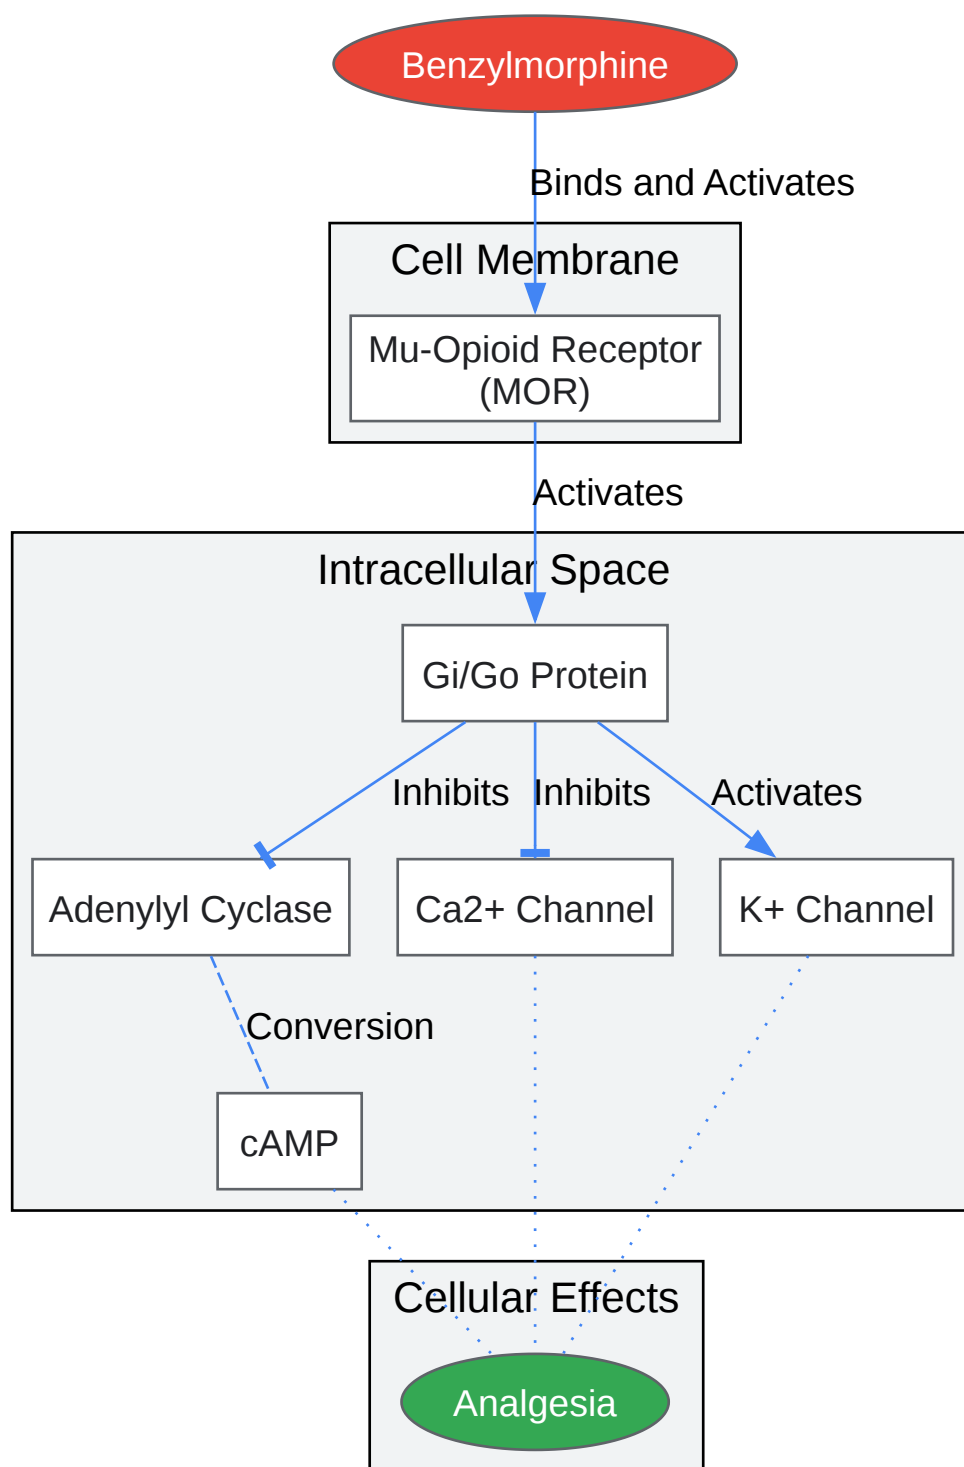 Benzylmorphine
Binds and Activates
Cell Membrane
Mu-Opioid Receptor
(MOR)
Activates
Intracellular Space
Gi/Go Protein
Inhibits
Inhibits
Activates
Adenylyl Cyclase
Ca2+ Channel
K+ Channel
Conversion
cAMP
Cellular Effects
Analgesia